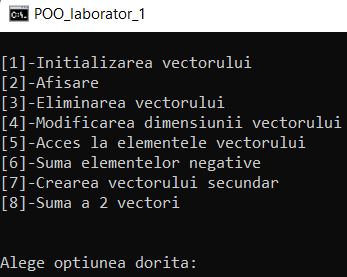 POO_laborator_1
[1]-Initializarea vectorului
[2]-Afisare
[3]-Eliminarea vectorului
[4]-Modificarea dimensiunii vectorului
[5]-Acces la elementele vectorului
[6]-Suma elementelor negative
[7]-Crearea vectorului secundar
[8]-Suma a 2 vectori
Alege optiunea dorita: